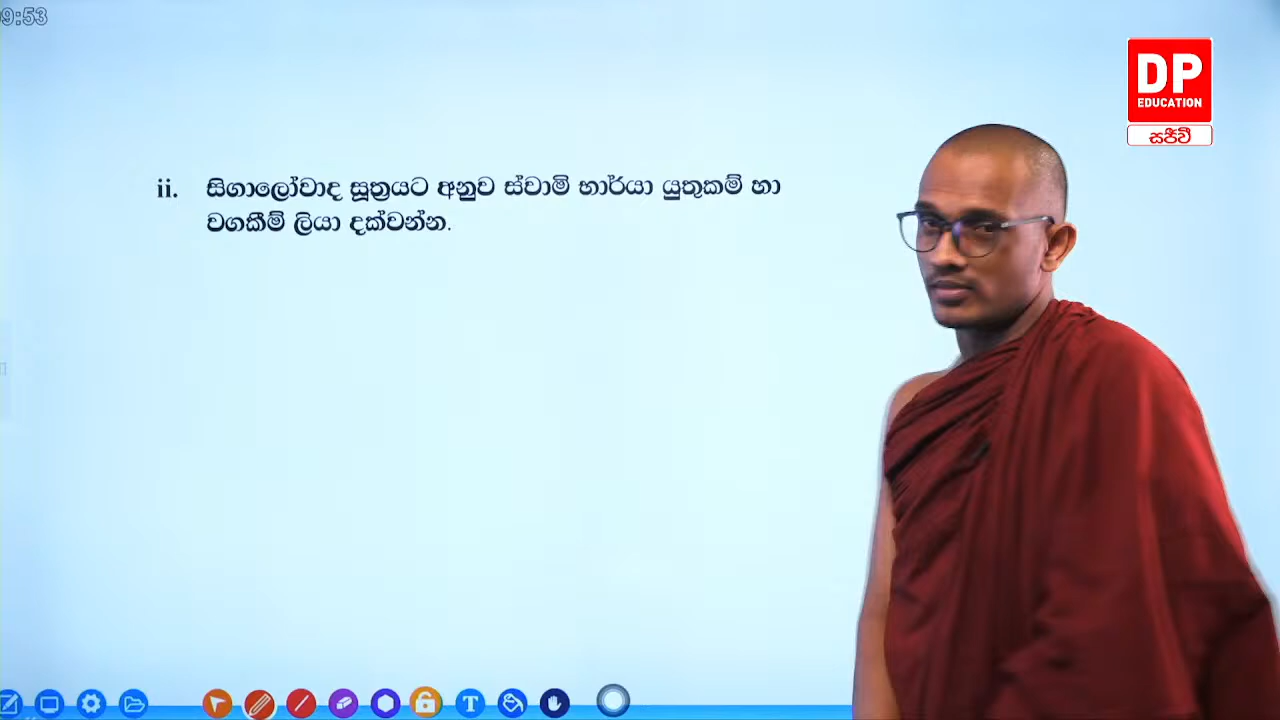 9:53
DP
EDUCATION
සජීවී
ii. සිගාලෝවාද සූත්‍රයට අනුව ස්වාමි භාර්යා යුතුකම් හා
වගකීම් ලියා දක්වන්න.
T